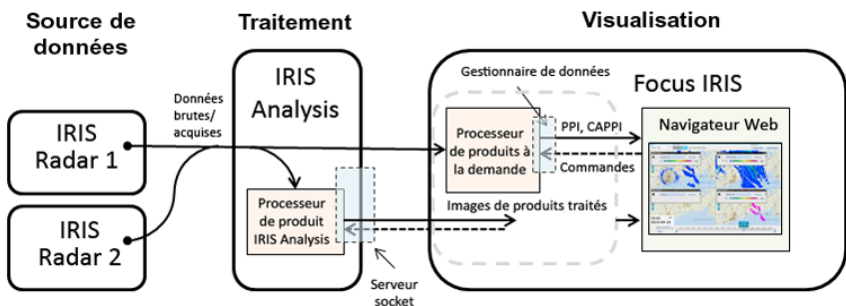 Source de
données
Traitement
Visualisation
IRIS
Radar 1
IRIS
Radar 2
Données
brutes/
acquises
IRIS
Analysis
Processeur
de produit
IRIS Analysis
Serveur
socket
Gestionnaire de données
Focus IRIS
Processeur
de produits à
la demande
PPI, CAPPI
Commandes
Images de produits traités
Navigateur Web